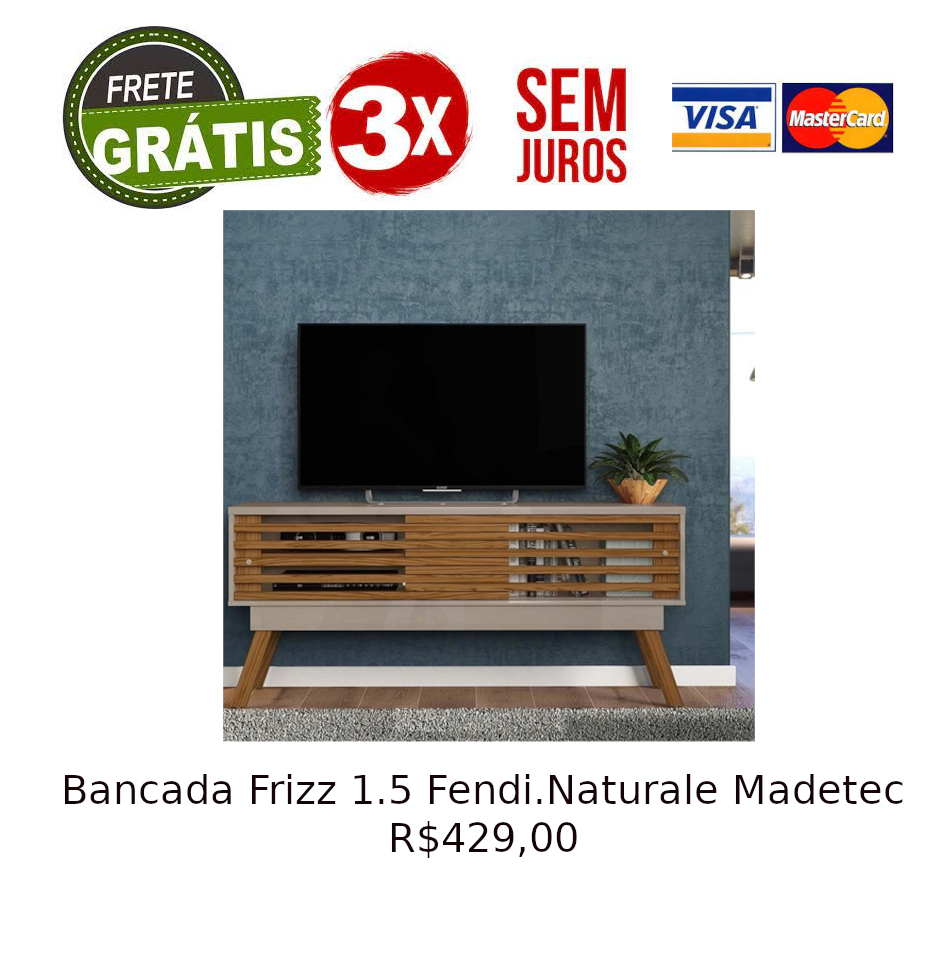 FRETE
GRÁTIS
3X
SEM
JUROS
VISA
MasterCard
Bancada Frizz 1.5 Fendi.Naturale Madetec
R$429,00